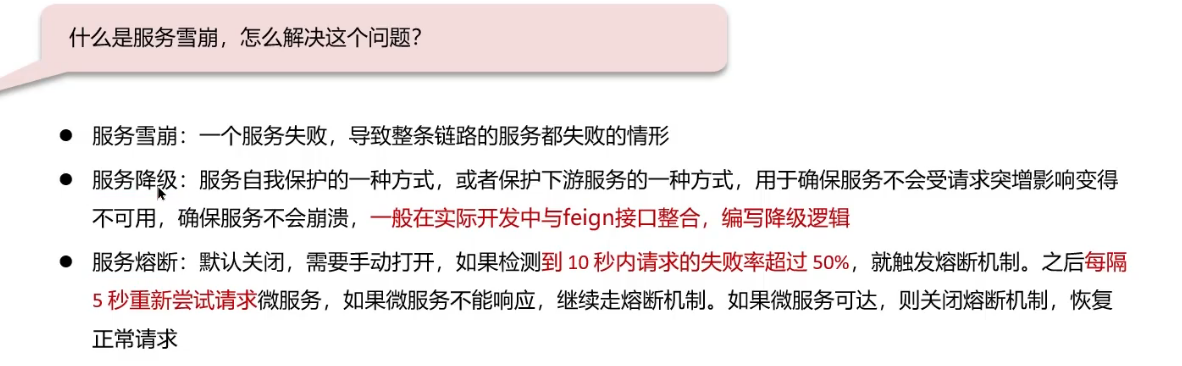 什么是服务雪崩，怎么解决这个问题？
● 服务雪崩：一个服务失败，导致整条链路的服务都失败的情形
● 服务降级：服务自我保护的一种方式，或者保护下游服务的一种方式，用于确保服务不会受请求突增影响变得
不可用，确保服务不会崩溃，一般在实际开发中与feign接口整合，编写降级逻辑
● 服务熔断：默认关闭，需要手动打开，如果检测到 10 秒内请求的失败率超过 50%，就触发熔断机制。之后每隔
5 秒重新尝试请求微服务，如果微服务不能响应，继续走熔断机制。如果微服务可达，则关闭熔断机制，恢复
正常请求